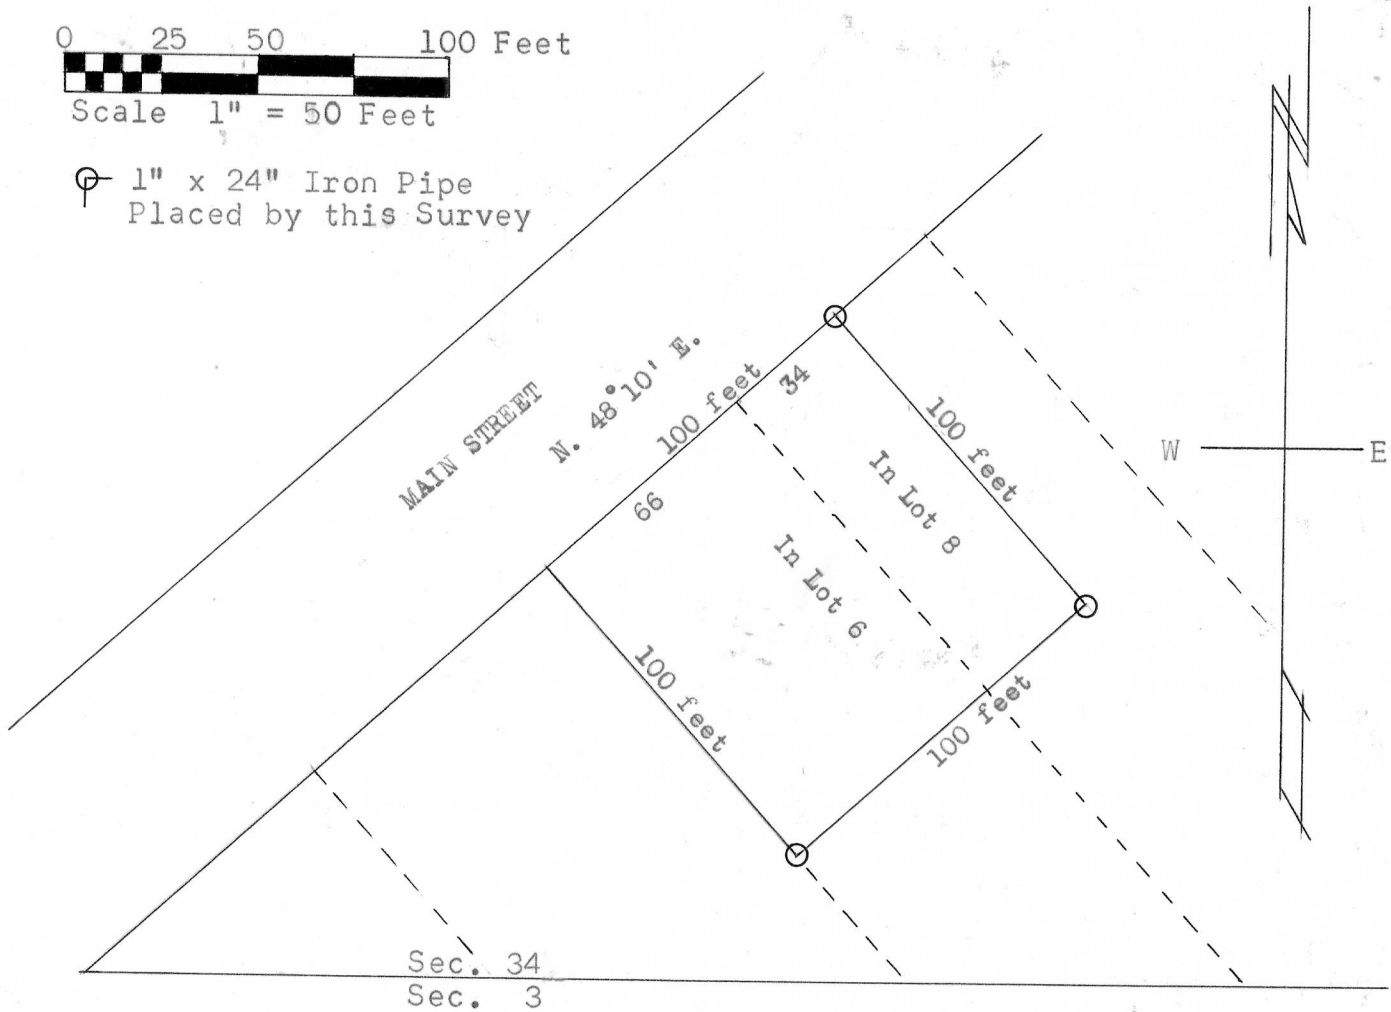 0 25 50 100 Feet
Scale 1" = 50 Feet
1" x 24" Iron Pipe
Placed by this Survey
MAIN STREET
N. 48°10' E.
100 feet
34
66
100 feet
In Lot 8
In Lot 6
100 feet
100 feet
W E
Sec. 34
Sec. 3